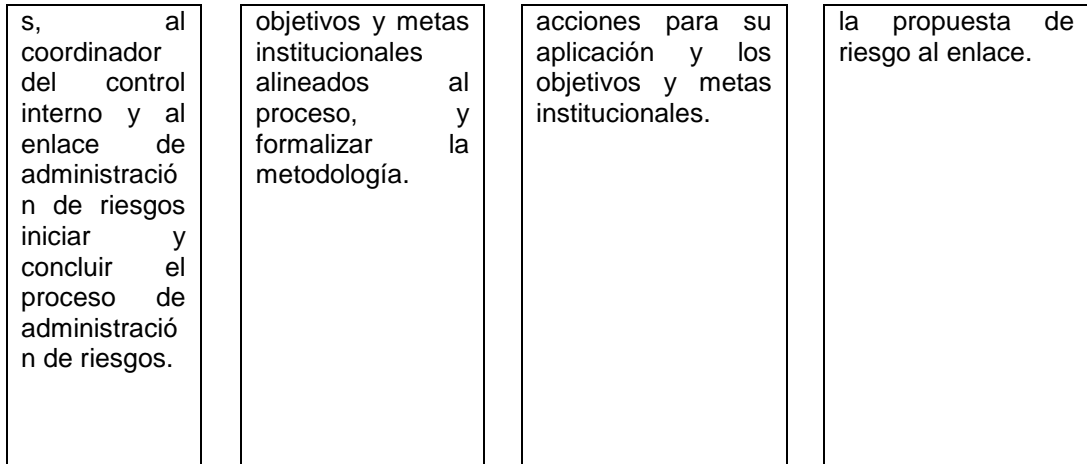 s, al
coordinador
del control
interno y al
enlace de
administració
n de riesgos
iniciar y
concluir el
proceso de
administració
n de riesgos.
objetivos y metas
institucionales
alineados al
proceso, y
formalizar la
metodología.
acciones para su
aplicación y los
objetivos y metas
institucionales.
la propuesta de
riesgo al enlace.